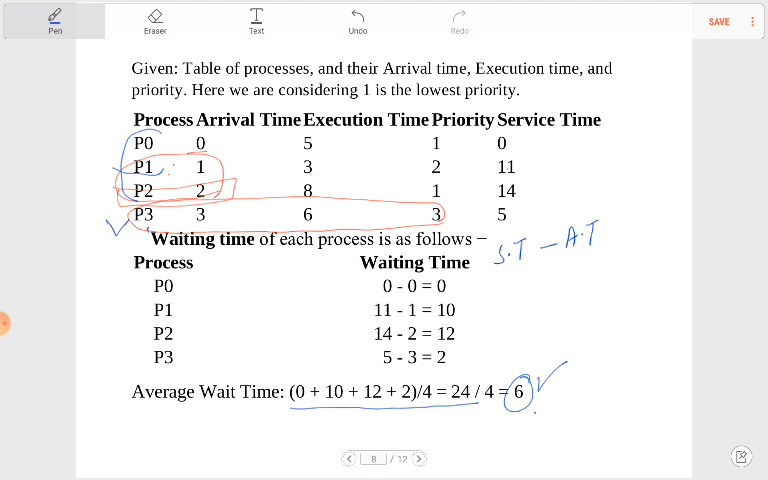 Pen Eraser Text Undo Redo SAVE
Given: Table of processes, and their Arrival time, Execution time, and
priority. Here we are considering 1 is the lowest priority.
Process Arrival Time Execution Time Priority Service Time
P0 0 5 1 0
P1 1 3 2 11
P2 2 8 1 14
P3 3 6 3 5
Waiting time of each process is as follows −
S.T - A.T
Process Waiting Time
P0 0 - 0 = 0
P1 11 - 1 = 10
P2 14 - 2 = 12
P3 5 - 3 = 2
Average Wait Time: (0 + 10 + 12 + 2)/4 = 24 / 4 = 6
8 / 12